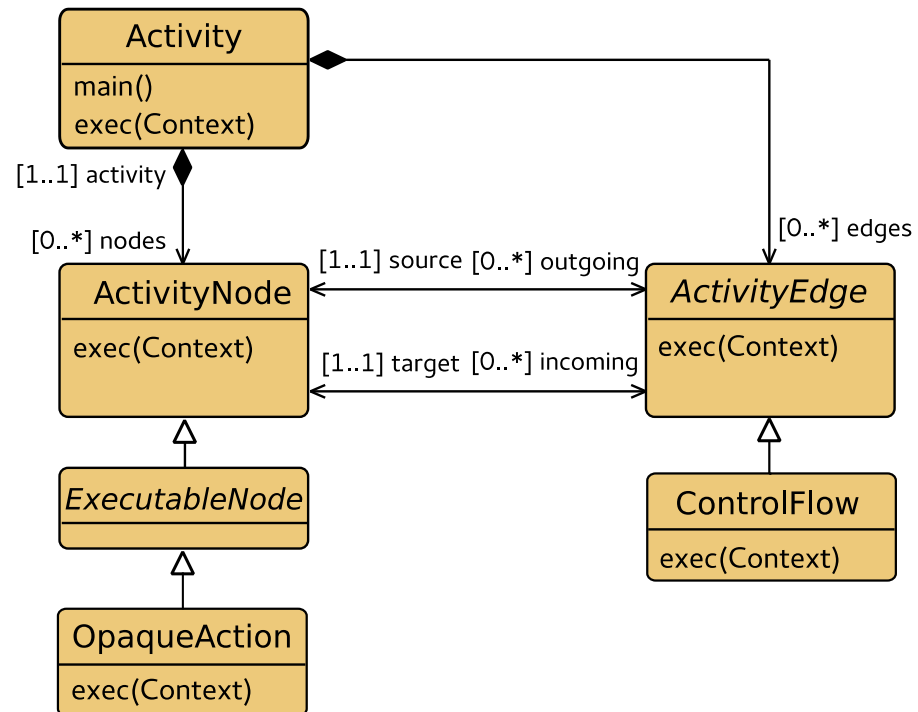 Activity
main()
exec(Context)
[1..1] activity
[0..*] nodes
[0..*] edges
ActivityNode
exec(Context)
[1..1] source [0..*] outgoing
[1..1] target [0..*] incoming
ActivityEdge
exec(Context)
ExecutableNode
ControlFlow
exec(Context)
OpaqueAction
exec(Context)